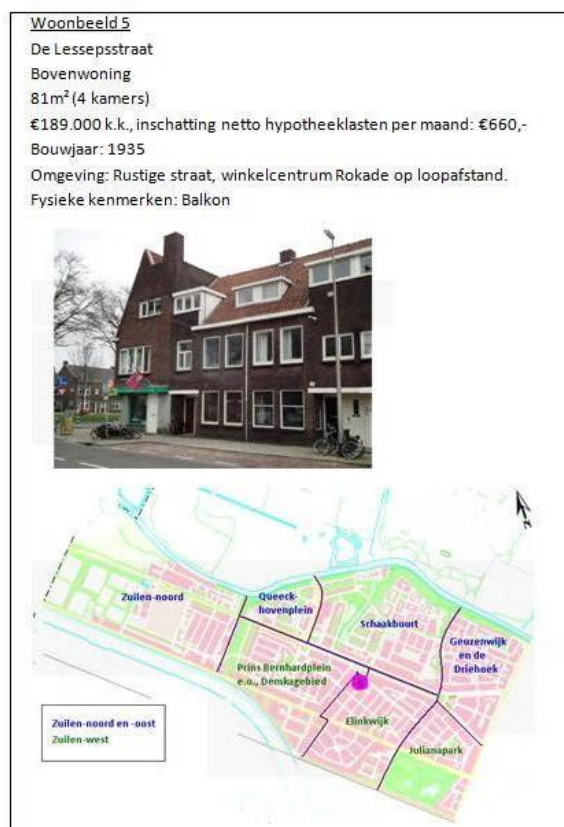 Woonbeeld 5
De Lessepsstraat
Bovenwoning
81m² (4 kamers)
€189.000 k.k., inschatting netto hypotheeklasten per maand: €660,-
Bouwjaar: 1935
Omgeving: Rustige straat, winkelcentrum Rokade op loopafstand.
Fysieke kenmerken: Balkon
N
Zuilen-noord
Queeck-
hovenplein
Schaakbuurt
Geuzenwijk
en de
Driehoek
Prins Bernhardplein
e.o., Demkagebied
Elinkwijk
Julianapark
Zuilen-noord en -oost
Zuilen-west